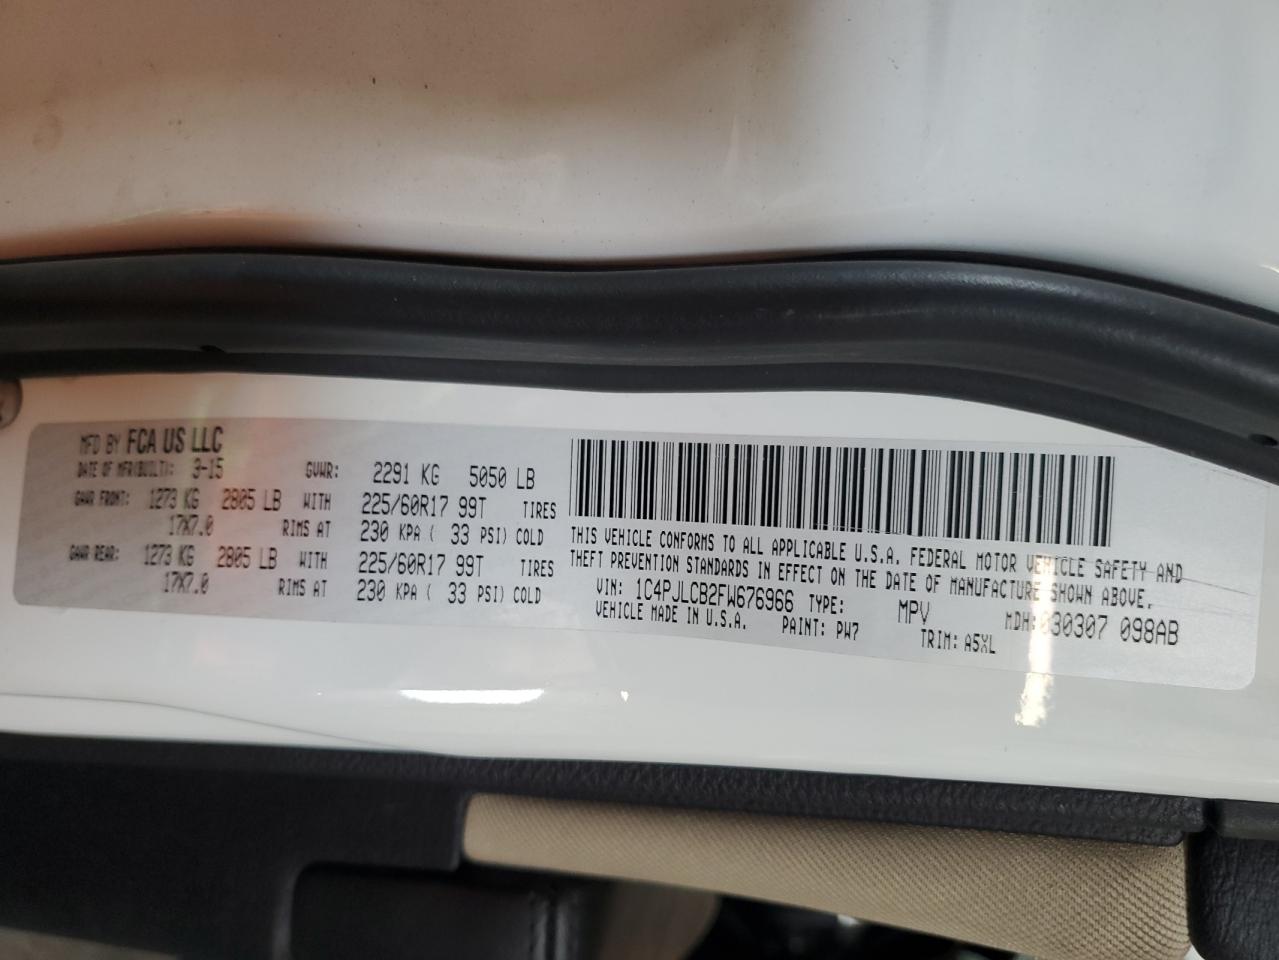 MFD BY FCA US LLC
DATE OF MFR(BUILT): 3-15 GVWR: 2291 KG 5050 LB
GAWR FRONT: 1273 KG 2805 LB WITH 225/60R17 99T TIRES
17X7.0 RIMS AT 230 KPA ( 33 PSI) COLD
GAWR REAR: 1273 KG 2805 LB WITH 225/60R17 99T TIRES
17X7.0 RIMS AT 230 KPA ( 33 PSI) COLD
THIS VEHICLE CONFORMS TO ALL APPLICABLE U.S.A. FEDERAL MOTOR VEHICLE SAFETY AND
THEFT PREVENTION STANDARDS IN EFFECT ON THE DATE OF MANUFACTURE SHOWN ABOVE.
VIN: 1C4PJLCB2FW676966 TYPE: MPV MDH: 030307 098AB
VEHICLE MADE IN U.S.A. PAINT: PW7 TRIM: A5XL